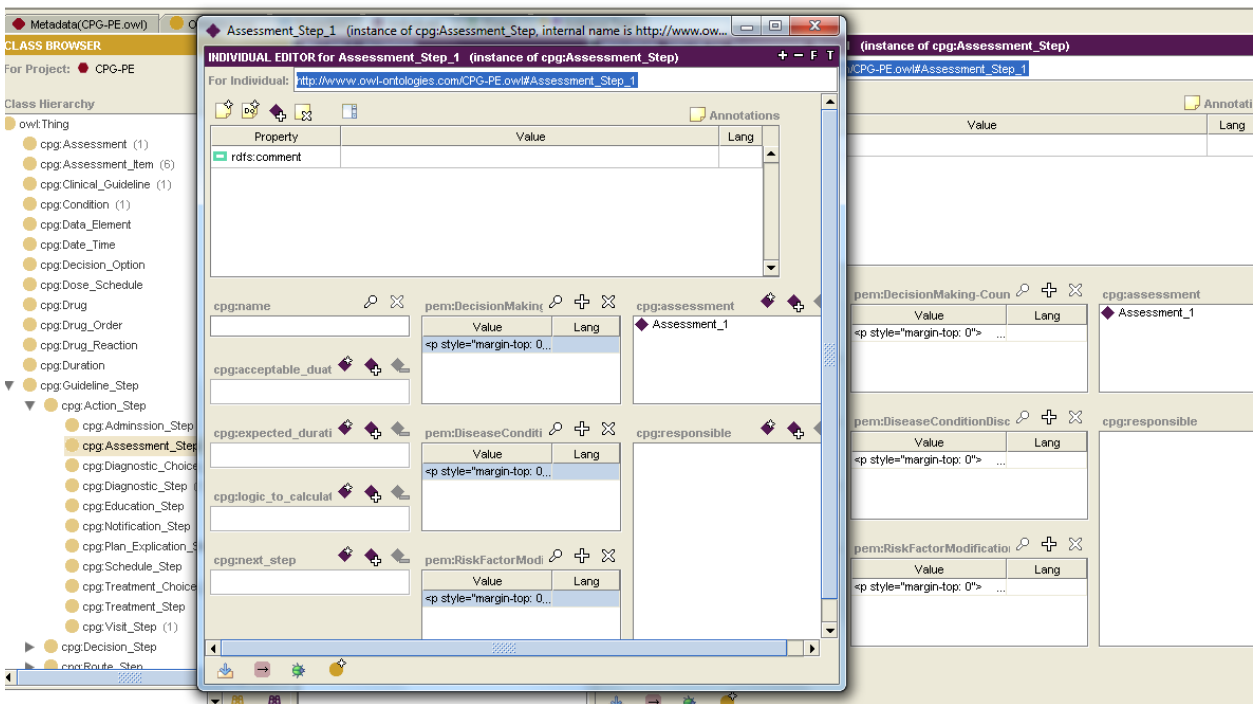 Metadata(CPG-PE.owl)
CLASS BROWSER
For Project: CPG-PE
Class Hierarchy
owl:Thing
cpg:Assessment (1)
cpg:Assessment_Item (6)
cpg:Clinical_Guideline (1)
cpg:Condition (1)
cpg:Data_Element
cpg:Date_Time
cpg:Decision_Option
cpg:Dose_Schedule
cpg:Drug
cpg:Drug_Order
cpg:Drug_Reaction
cpg:Duration
cpg:Guideline_Step
cpg:Action_Step
cpg:Adminssion_Step
cpg:Assessment_Step
cpg:Diagnostic_Choice
cpg:Diagnostic_Step (
cpg:Education_Step
cpg:Notification_Step
cpg:Plan_Explication_S
cpg:Schedule_Step
cpg:Treatment_Choice
cpg:Treatment_Step
cpg:Visit_Step (1)
cpg:Decision_Step
cpg:Route_Step
Assessment_Step_1 (instance of cpg:Assessment_Step, internal name is http://www.ow...
INDIVIDUAL EDITOR for Assessment_Step_1 (instance of cpg:Assessment_Step) + - F T
For Individual: http://www.owl-ontologies.com/CPG-PE.owl#Assessment_Step_1
Annotations
Property Value Lang
rdfs:comment
cpg:name
cpg:acceptable_duat
cpg:expected_durati
cpg:logic_to_calculat
cpg:next_step
pem:DecisionMaking
Value Lang
<p style="margin-top: 0...
pem:DiseaseConditi
Value Lang
<p style="margin-top: 0...
pem:RiskFactorModi
Value Lang
<p style="margin-top: 0...
cpg:assessment
Assessment_1
cpg:responsible
(instance of cpg:Assessment_Step)
/CPG-PE.owl#Assessment_Step_1
Annotati
Value Lang
pem:DecisionMaking-Coun
Value Lang
<p style="margin-top: 0"> ...
pem:DiseaseConditionDisc
Value Lang
<p style="margin-top: 0"> ...
pem:RiskFactorModification
Value Lang
<p style="margin-top: 0"> ...
cpg:assessment
Assessment_1
cpg:responsible